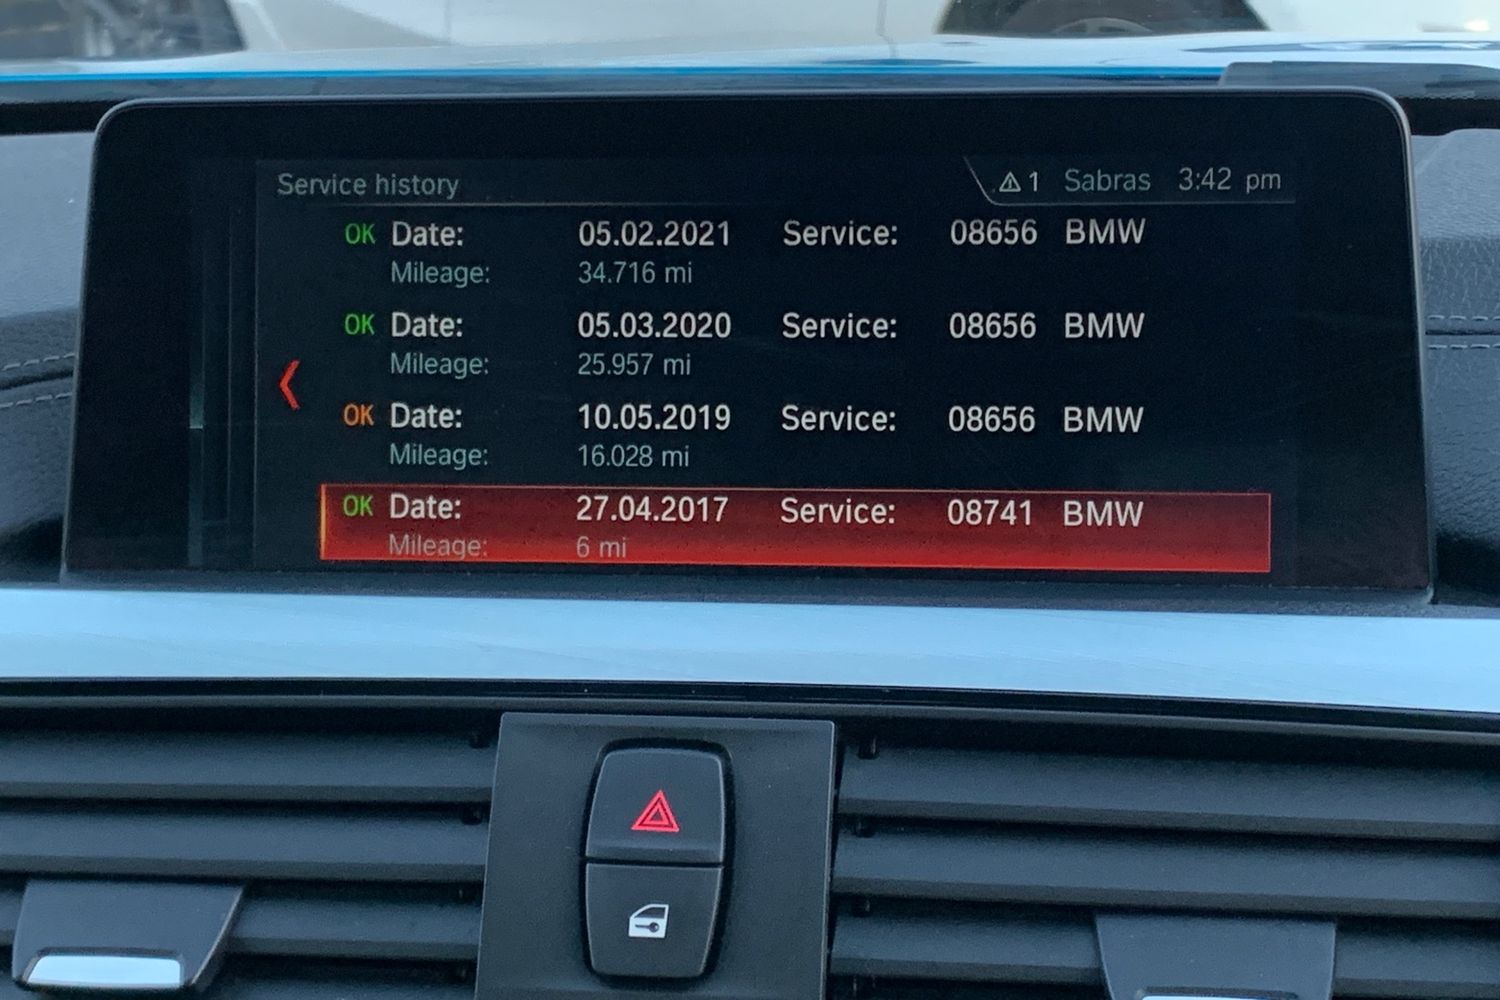 Service history 1 Sabras 3:42 pm
OK Date: 05.02.2021 Service: 08656 BMW
Mileage: 34.716 mi
OK Date: 05.03.2020 Service: 08656 BMW
Mileage: 25.957 mi
OK Date: 10.05.2019 Service: 08656 BMW
Mileage: 16.028 mi
OK Date: 27.04.2017 Service: 08741 BMW
Mileage: 6 mi